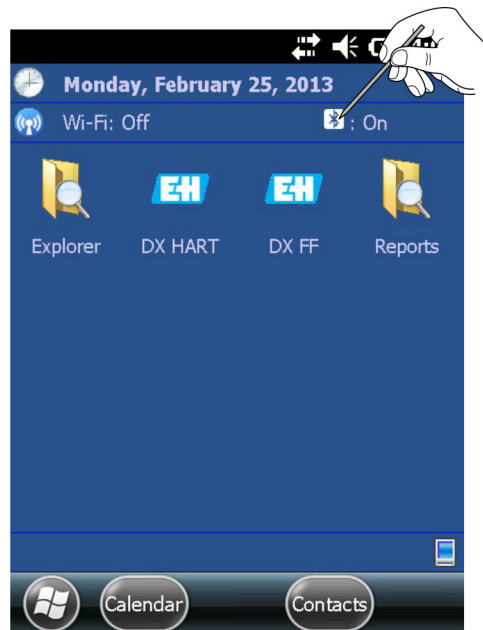 Monday, February 25, 2013
Wi-Fi: Off : On
E+H E+H
Explorer DX HART DX FF Reports
Calendar Contacts